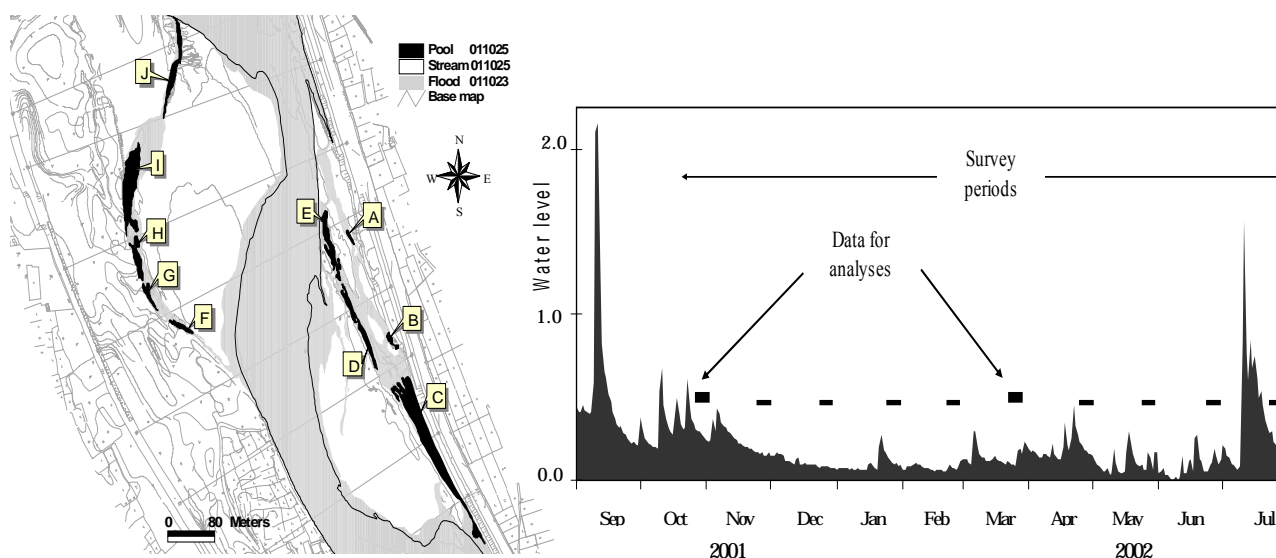 Pool 011025
Stream 011025
Flood 011023
Base map
N
W E
S
J
I
H
G
F
E
A
B
D
C
0 80 Meters
Water level
2.0
1.0
0.0
Survey
periods
Data for
analyses
Sep Oct Nov Dec Jan Feb Mar Apr May Jun Jul
2001 2002